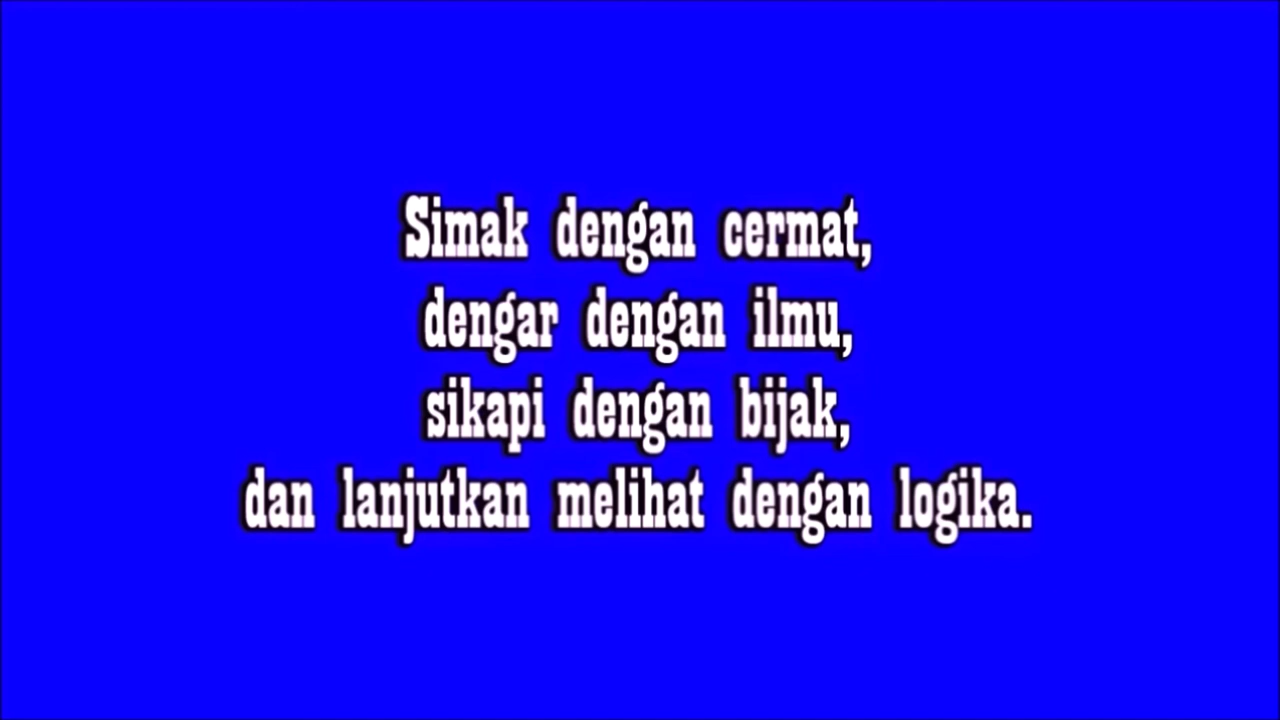 Simak dengan cermat,
dengar dengan ilmu,
sikapi dengan bijak,
dan lanjutkan melihat dengan logika.